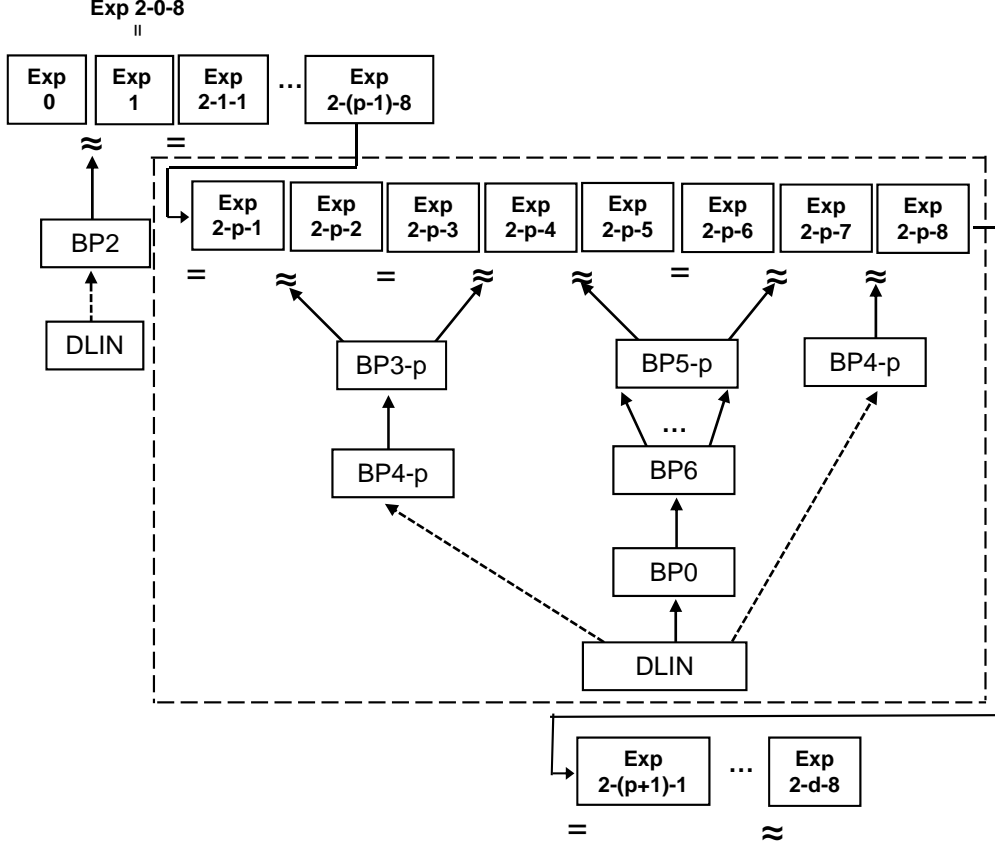 Exp 2-0-8
=
Exp
0
Exp
1
Exp
2-1-1
...
Exp
2-(p-1)-8
≈ =
Exp
2-p-1
Exp
2-p-2
Exp
2-p-3
Exp
2-p-4
Exp
2-p-5
Exp
2-p-6
Exp
2-p-7
Exp
2-p-8
BP2
= ≈ = ≈ ≈ = ≈ ≈
DLIN
BP3-p
BP5-p
BP4-p
...
BP4-p
BP6
BP0
DLIN
Exp
2-(p+1)-1
...
Exp
2-d-8
= ≈